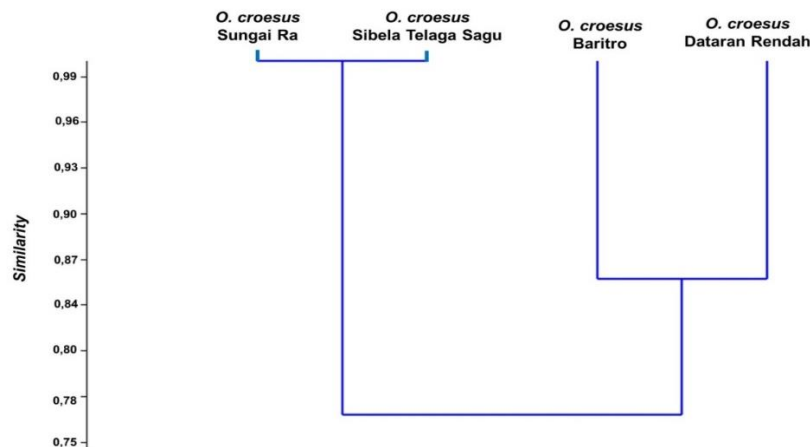 O. croesus
Sungai Ra
O. croesus
Sibela Telaga Sagu
O. croesus
Baritro
O. croesus
Dataran Rendah
Similarity
0,99
0,96
0,93
0,90
0,87
0,84
0,80
0,78
0,75